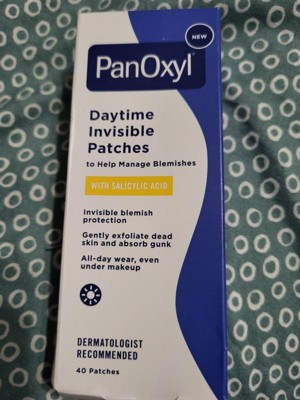 NEW
PanOxyl
Daytime
Invisible
Patches
to Help Manage Blemishes
WITH SALICYLIC ACID
Invisible blemish
protection
Gently exfoliate dead
skin and absorb gunk
All-day wear, even
under makeup
DERMATOLOGIST
RECOMMENDED
40 Patches